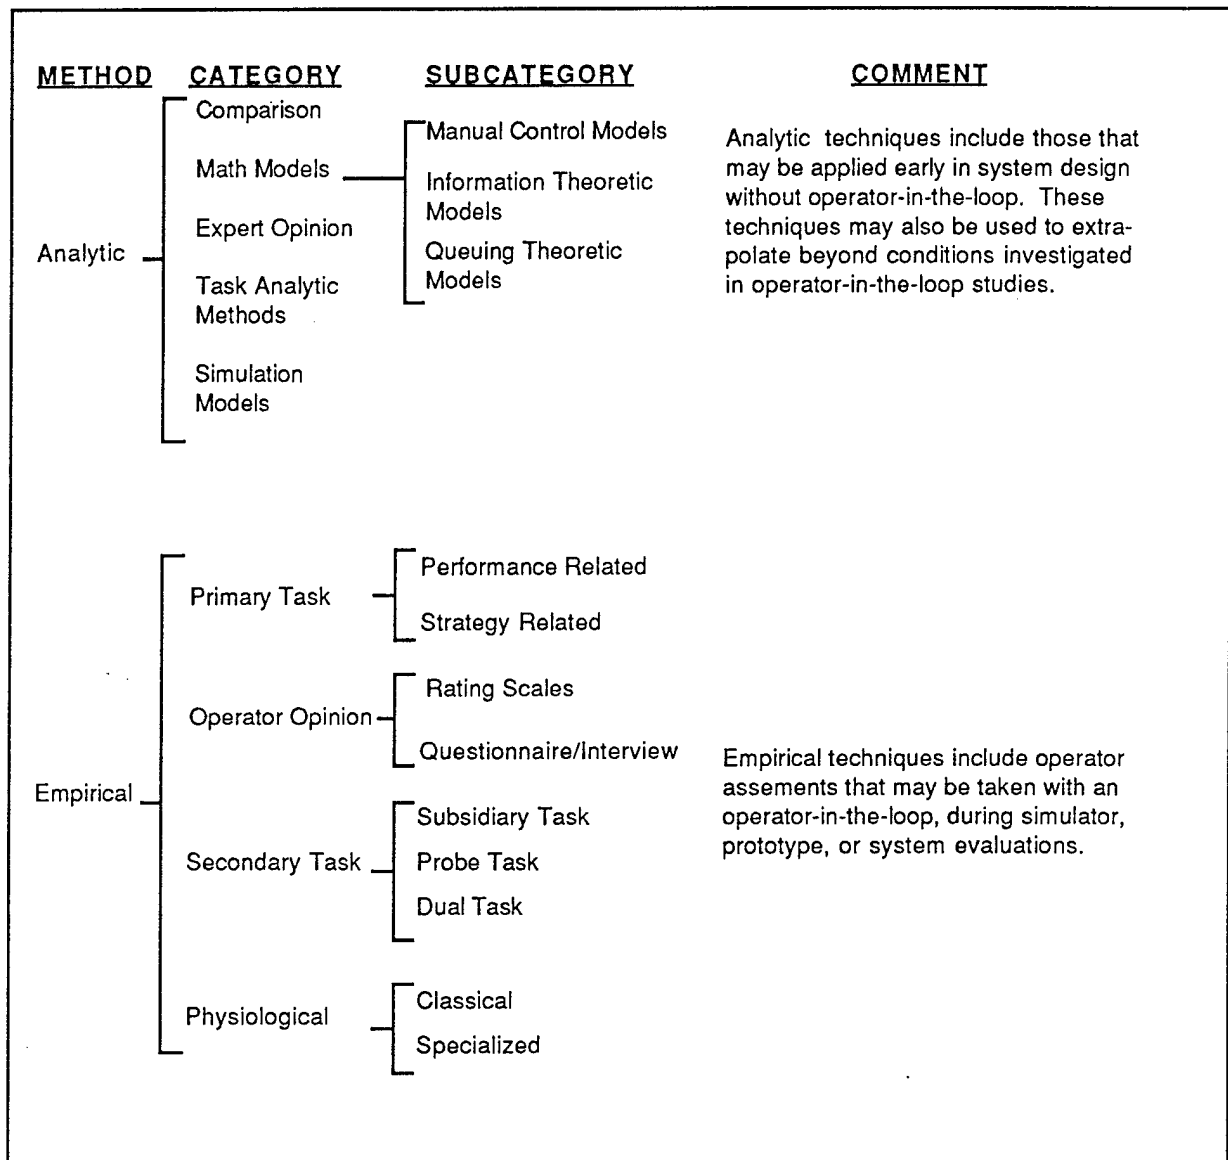 METHOD CATEGORY SUBCATEGORY COMMENT
Analytic
Comparison
Math Models
Expert Opinion
Task Analytic
Methods
Simulation
Models
Manual Control Models
Information Theoretic
Models
Queuing Theoretic
Models
Analytic techniques include those that
may be applied early in system design
without operator-in-the-loop. These
techniques may also be used to extra-
polate beyond conditions investigated
in operator-in-the-loop studies.
Empirical
Primary Task
Performance Related
Strategy Related
Operator Opinion
Rating Scales
Questionnaire/Interview
Secondary Task
Subsidiary Task
Probe Task
Dual Task
Physiological
Classical
Specialized
Empirical techniques include operator
assements that may be taken with an
operator-in-the-loop, during simulator,
prototype, or system evaluations.